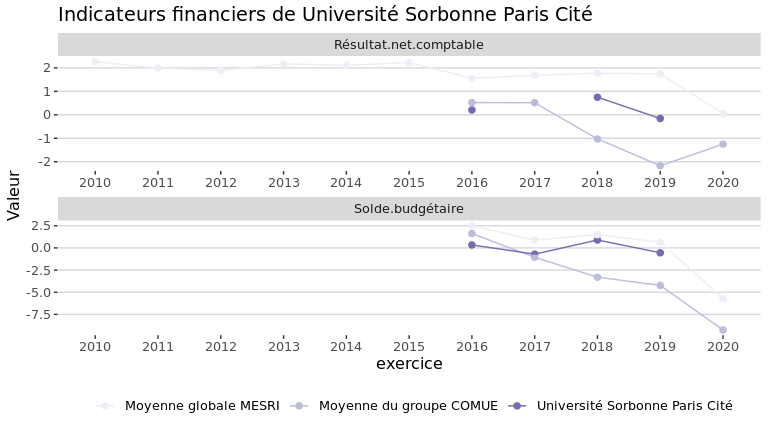 Indicateurs financiers de Université Sorbonne Paris Cité
Résultat.net.comptable
2
1
0
-1
-2
2010 2011 2012 2013 2014 2015 2016 2017 2018 2019 2020
Valeur
Solde.budgétaire
2.5
0.0
-2.5
-5.0
-7.5
2010 2011 2012 2013 2014 2015 2016 2017 2018 2019 2020
exercice
Moyenne globale MESRI Moyenne du groupe COMUE Université Sorbonne Paris Cité